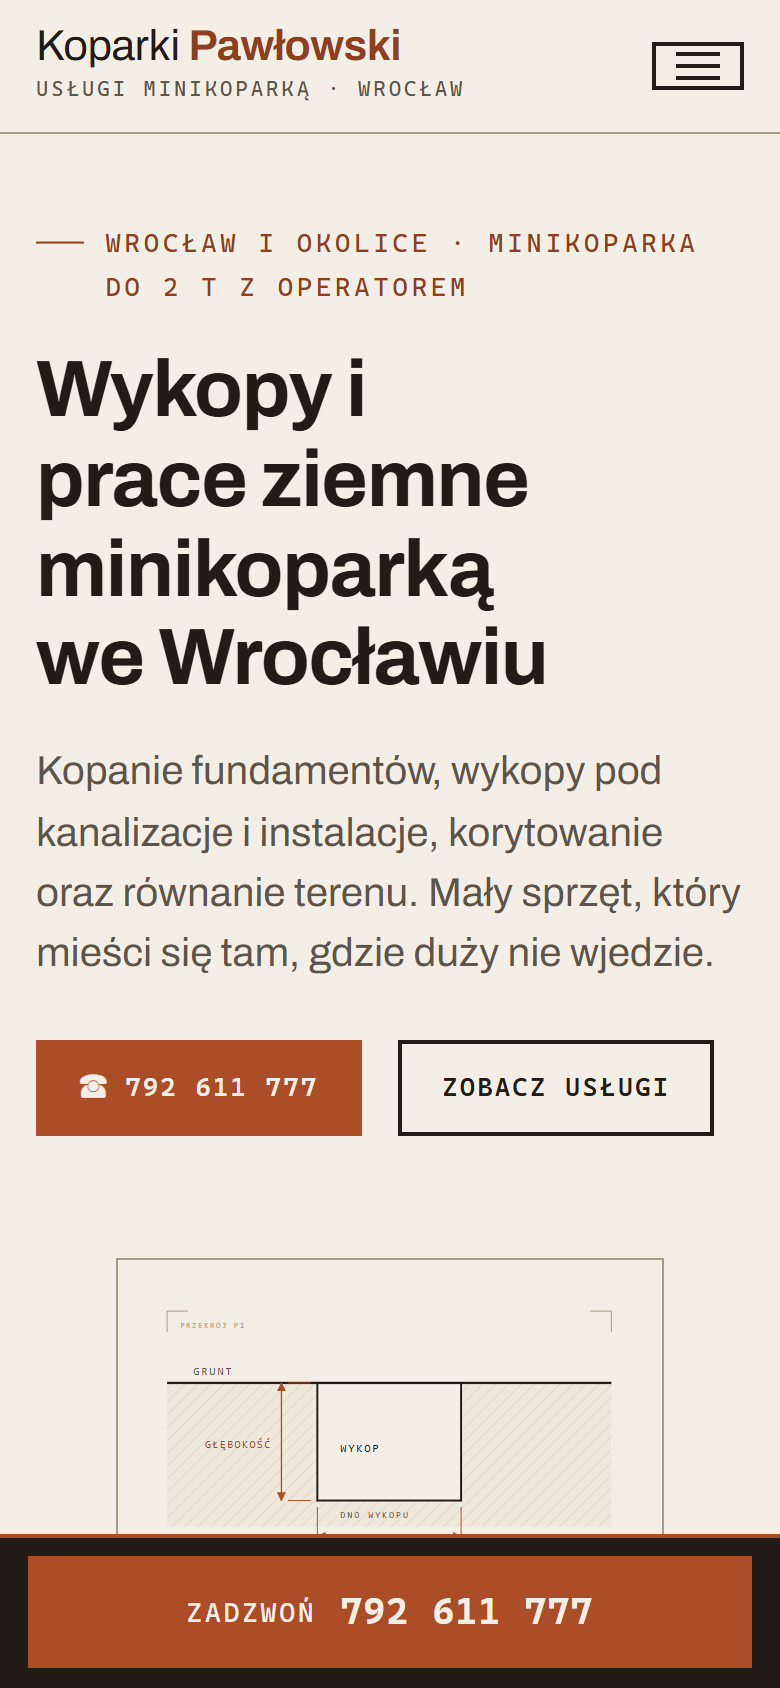 Koparki Pawłowski
USŁUGI MINIKOPARKĄ · WROCŁAW
WROCŁAW I OKOLICE · MINIKOPARKA
DO 2 T Z OPERATOREM
Wykopy i
prace ziemne
minikoparką
we Wrocławiu
Kopanie fundamentów, wykopy pod
kanalizacje i instalacje, korytowanie
oraz równanie terenu. Mały sprzęt, który
mieści się tam, gdzie duży nie wjedzie.
☎ 792 611 777
ZOBACZ USŁUGI
PRZEKRÓJ P1
GRUNT
GŁĘBOKOŚĆ
WYKOP
DNO WYKOPU
ZADZWOŃ 792 611 777